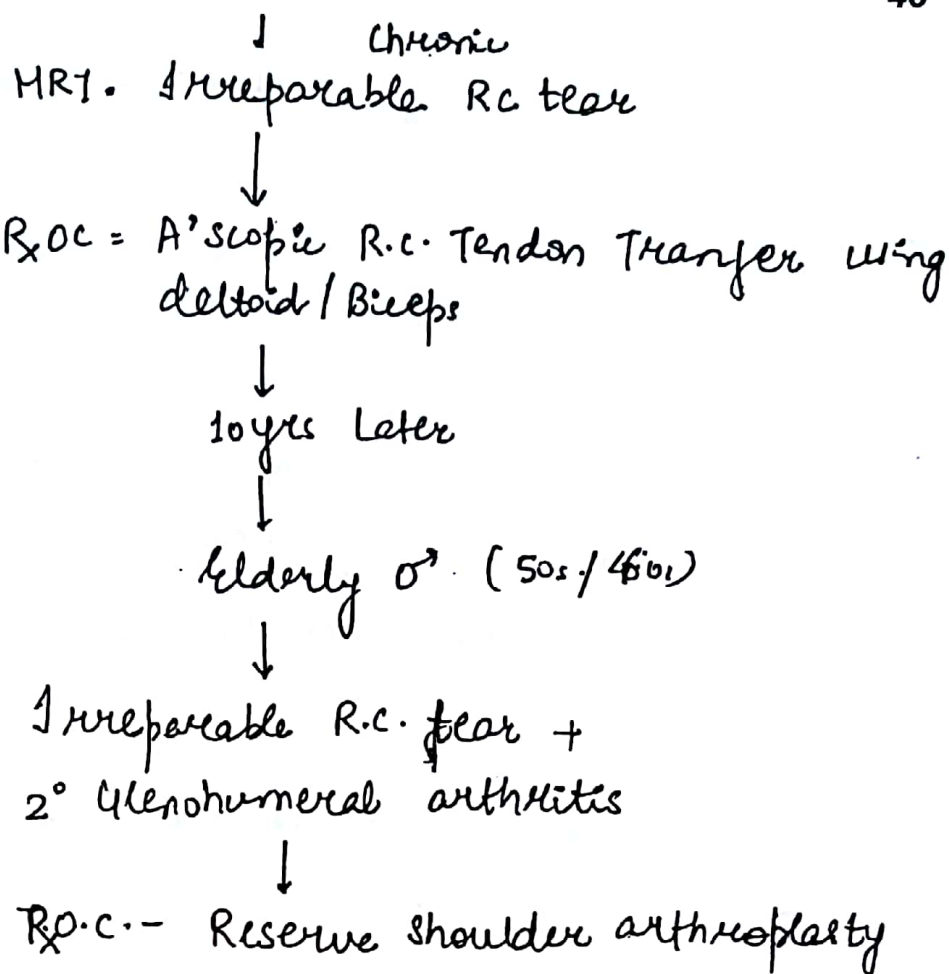 Chronic
MRI. Irreparable Rc tear
RxOC = A'scopic R.c. Tendon Tranfer using
deltoid / Biceps
10yrs Later
Elderly ♂ (50s /
Irreparable R.C. tear +
2° Glenohumeral arthritis
RxO.C.- Reserve shoulder arthroplasty